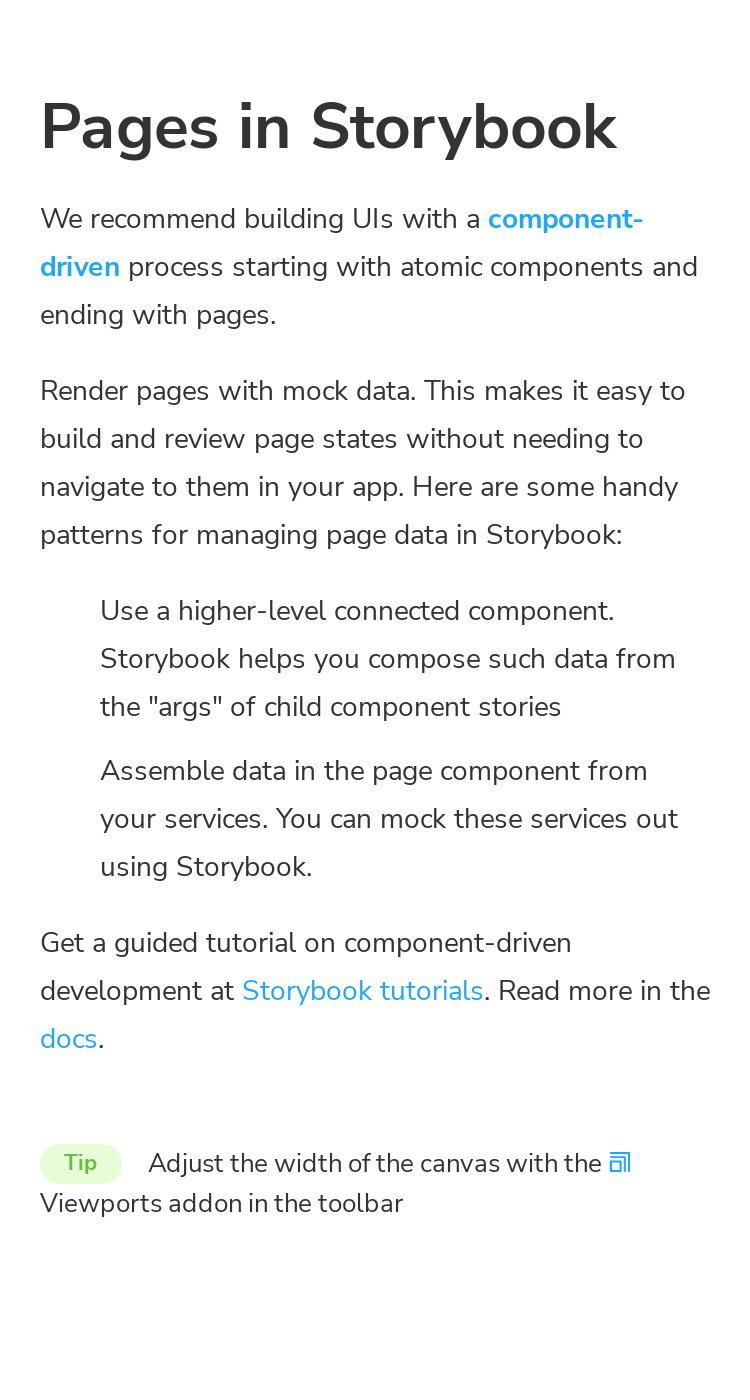 Pages in Storybook
We recommend building UIs with a component-
driven process starting with atomic components and
ending with pages.
Render pages with mock data. This makes it easy to
build and review page states without needing to
navigate to them in your app. Here are some handy
patterns for managing page data in Storybook:
Use a higher-level connected component.
Storybook helps you compose such data from
the "args" of child component stories
Assemble data in the page component from
your services. You can mock these services out
using Storybook.
Get a guided tutorial on component-driven
development at Storybook tutorials. Read more in the
docs.
Tip Adjust the width of the canvas with the
Viewports addon in the toolbar